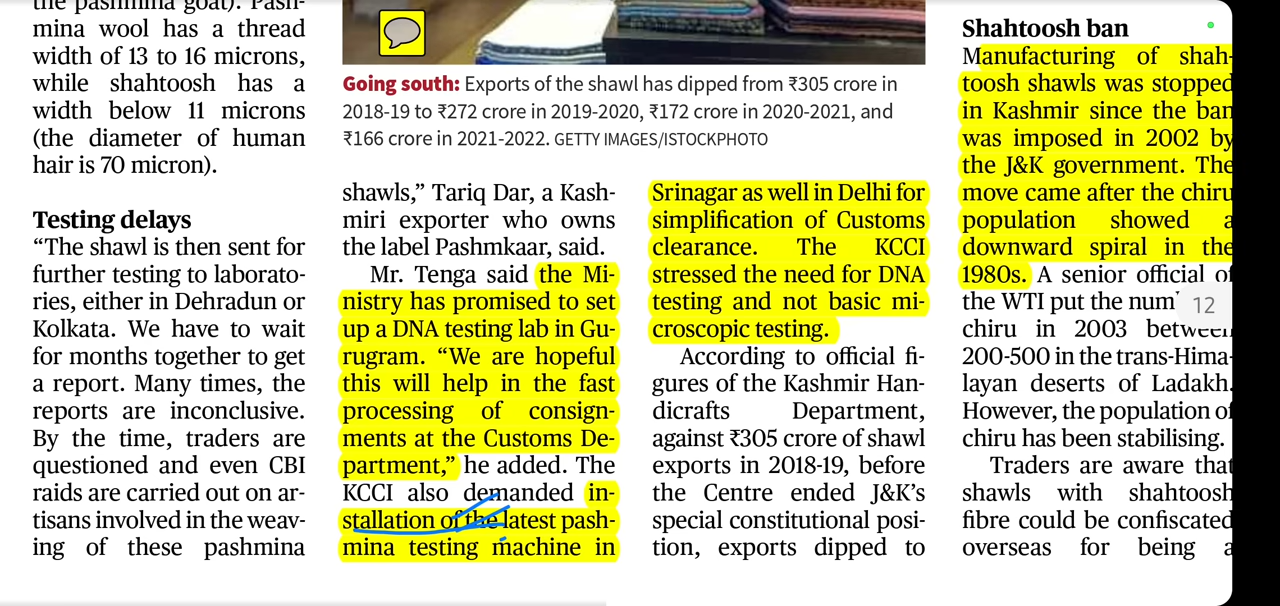 the pashmina goat). Pash-
mina wool has a thread
width of 13 to 16 microns,
while shahtoosh has a
width below 11 microns
(the diameter of human
hair is 70 micron).
Testing delays
“The shawl is then sent for
further testing to laborato-
ries, either in Dehradun or
Kolkata. We have to wait
for months together to get
a report. Many times, the
reports are inconclusive.
By the time, traders are
questioned and even CBI
raids are carried out on ar-
tisans involved in the weav-
ing of these pashmina
Going south: Exports of the shawl has dipped from ₹305 crore in
2018-19 to ₹272 crore in 2019-2020, ₹172 crore in 2020-2021, and
₹166 crore in 2021-2022. GETTY IMAGES/ISTOCKPHOTO
shawls,” Tariq Dar, a Kash-
miri exporter who owns
the label Pashmkaar, said.
Mr. Tenga said the Mi-
nistry has promised to set
up a DNA testing lab in Gu-
rugram. “We are hopeful
this will help in the fast
processing of consign-
ments at the Customs De-
partment,” he added. The
KCCI also demanded in-
stallation of the latest pash-
mina testing machine in
Srinagar as well in Delhi for
simplification of Customs
clearance. The KCCI
stressed the need for DNA
testing and not basic mi-
croscopic testing.
According to official fi-
gures of the Kashmir Han-
dicrafts Department,
against ₹305 crore of shawl
exports in 2018-19, before
the Centre ended J&K’s
special constitutional posi-
tion, exports dipped to
Shahtoosh ban
Manufacturing of shah-
toosh shawls was stopped
in Kashmir since the ban
was imposed in 2002 by
the J&K government. The
move came after the chiru
population showed a
downward spiral in the
1980s. A senior official of
the WTI put the
chiru in 2003 between
200-500 in the trans-Hima-
layan deserts of Ladakh.
However, the population of
chiru has been stabilising.
Traders are aware that
shawls with shahtoosh
fibre could be confiscated
overseas for being a
12